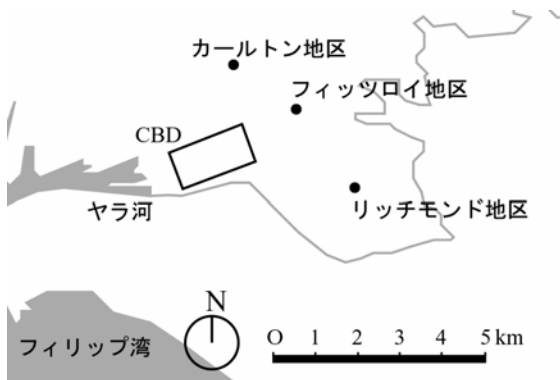 カールトン地区
フィッツロイ地区
CBD
リッチモンド地区
ヤラ河
N
O 1 2 3 4 5 km
フィリップ湾